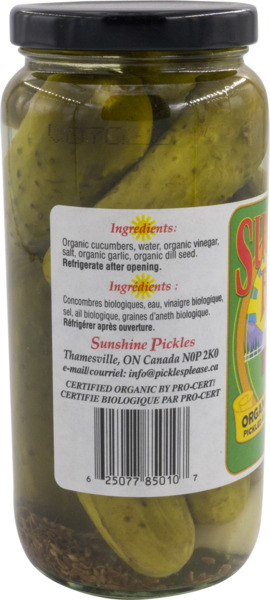 Ingredients:
Organic cucumbers, water, organic vinegar,
salt, organic garlic, organic dill seed.
Refrigerate after opening.
Ingrédients :
Concombres biologiques, eau, vinaigre biologique,
sel, ail biologique, graines d'aneth biologique.
Réfrigérer après ouverture.
Sunshine Pickles
Thamesville, ON Canada N0P 2K0
e-mail/courriel: info@picklesplease.ca
CERTIFIED ORGANIC BY PRO-CERT/
CERTIFIE BIOLOGIQUE PAR PRO-CERT
6 25077 85010 7